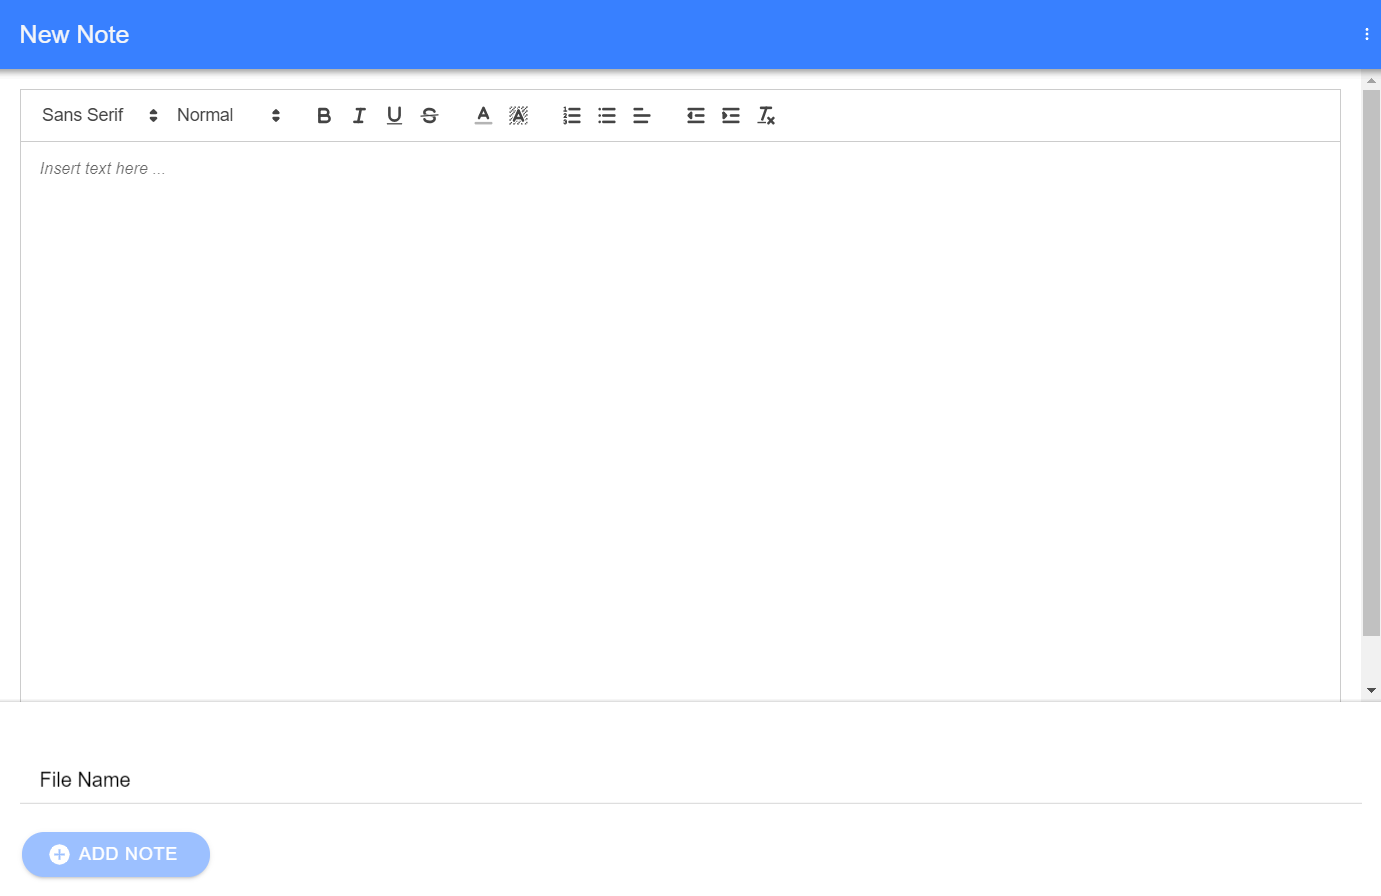 New Note
Sans Serif Normal
Insert text here ...
File Name
ADD NOTE